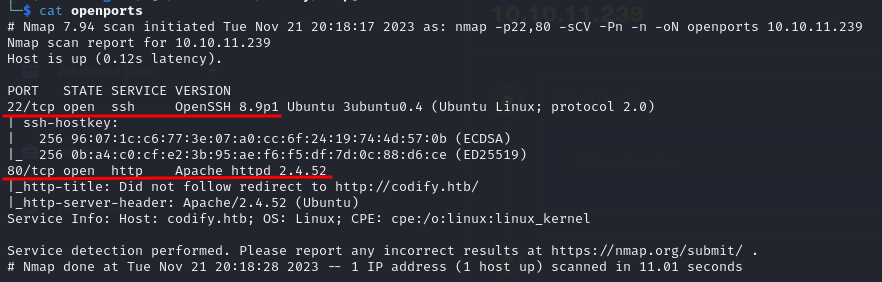 └─$ cat openports
# Nmap 7.94 scan initiated Tue Nov 21 20:18:17 2023 as: nmap -p22,80 -sCV -Pn -n -oN openports 10.10.11.239
Nmap scan report for 10.10.11.239
Host is up (0.12s latency).

PORT   STATE SERVICE VERSION
22/tcp open  ssh     OpenSSH 8.9p1 Ubuntu 3ubuntu0.4 (Ubuntu Linux; protocol 2.0)
| ssh-hostkey:
|   256 96:07:1c:c6:77:3e:07:a0:cc:6f:24:19:74:4d:57:0b (ECDSA)
|_  256 0b:a4:c0:cf:e2:3b:95:ae:f6:f5:df:7d:0c:88:d6:ce (ED25519)
80/tcp open  http    Apache httpd 2.4.52
|_http-title: Did not follow redirect to http://codify.htb/
|_http-server-header: Apache/2.4.52 (Ubuntu)
Service Info: Host: codify.htb; OS: Linux; CPE: cpe:/o:linux:linux_kernel

Service detection performed. Please report any incorrect results at https://nmap.org/submit/ .
# Nmap done at Tue Nov 21 20:18:28 2023 -- 1 IP address (1 host up) scanned in 11.01 seconds